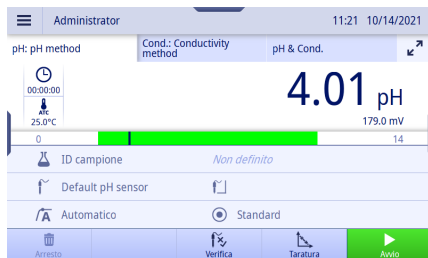 Administrator
11:21 10/14/2021
pH: pH method
Cond.: Conductivity
method
pH & Cond.
00:00:00
ATC
25.0°C
4.01 pH
179.0 mV
0
14
ID campione
Non definito
Default pH sensor
A
Automatico
Standard
Arresto
Verifica
Taratura
Avvio